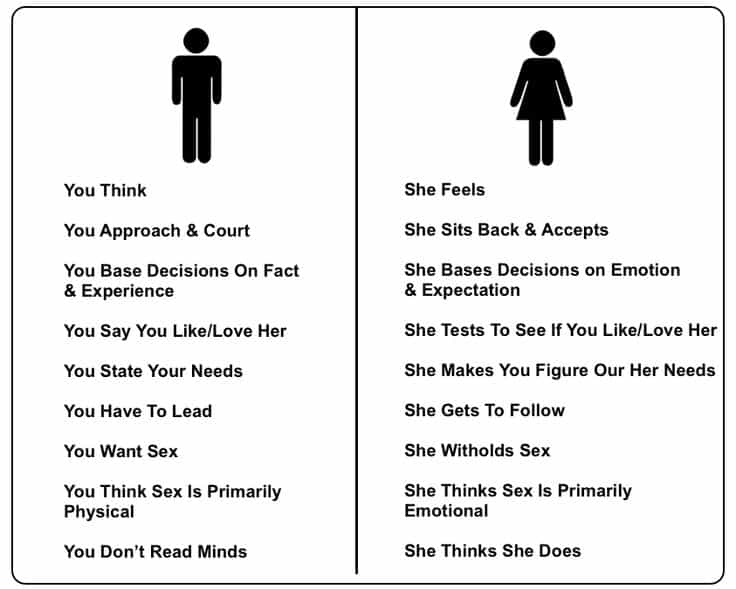 You Think
You Approach & Court
You Base Decisions On Fact
& Experience
You Say You Like/Love Her
You State Your Needs
You Have To Lead
You Want Sex
You Think Sex Is Primarily
Physical
You Don't Read Minds
She Feels
She Sits Back & Accepts
She Bases Decisions on Emotion
& Expectation
She Tests To See If You Like/Love Her
She Makes You Figure Our Her Needs
She Gets To Follow
She Witholds Sex
She Thinks Sex Is Primarily
Emotional
She Thinks She Does